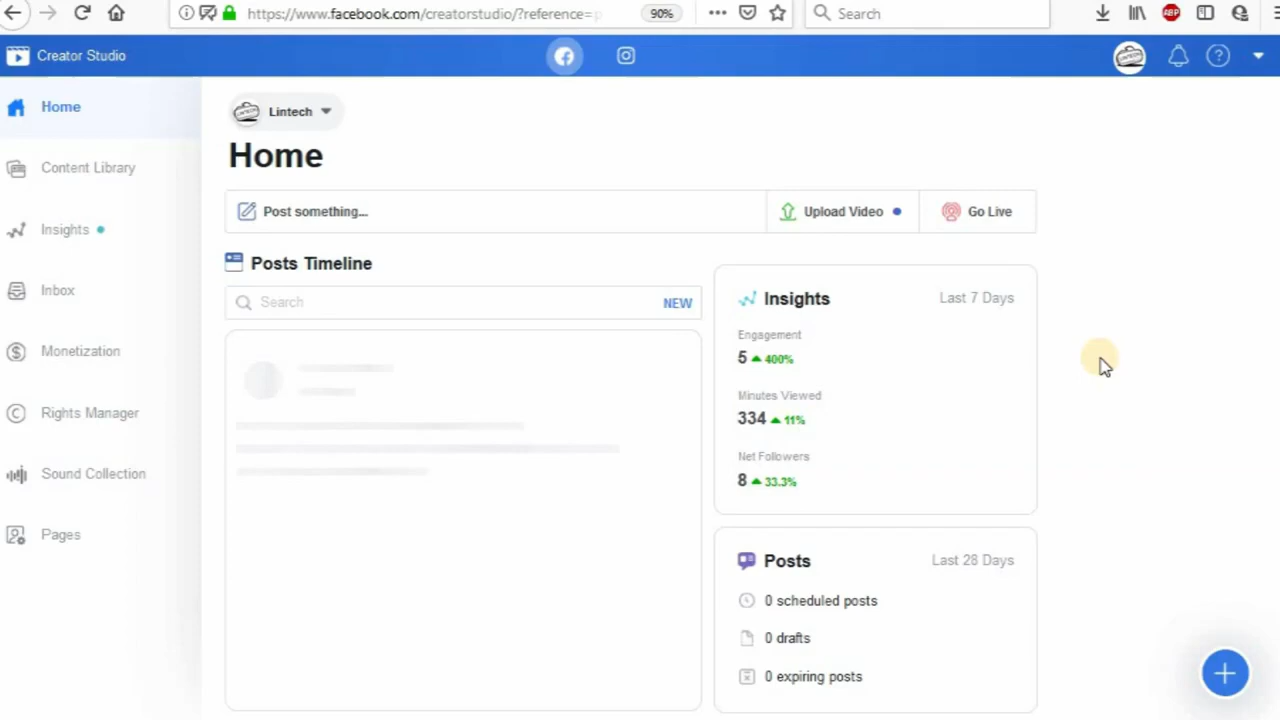 https://www.facebook.com/creatorstudio/?reference=
90%
Search
ABP
Creator Studio
Home
Content Library
Insights
Inbox
Monetization
Rights Manager
Sound Collection
Pages
Lintech
Home
Post something...
Upload Video
Go Live
Posts Timeline
Search
NEW
Insights
Last 7 Days
Engagement
5 400%
Minutes Viewed
334 11%
Net Followers
8 33.3%
Posts
Last 28 Days
0 scheduled posts
0 drafts
0 expiring posts